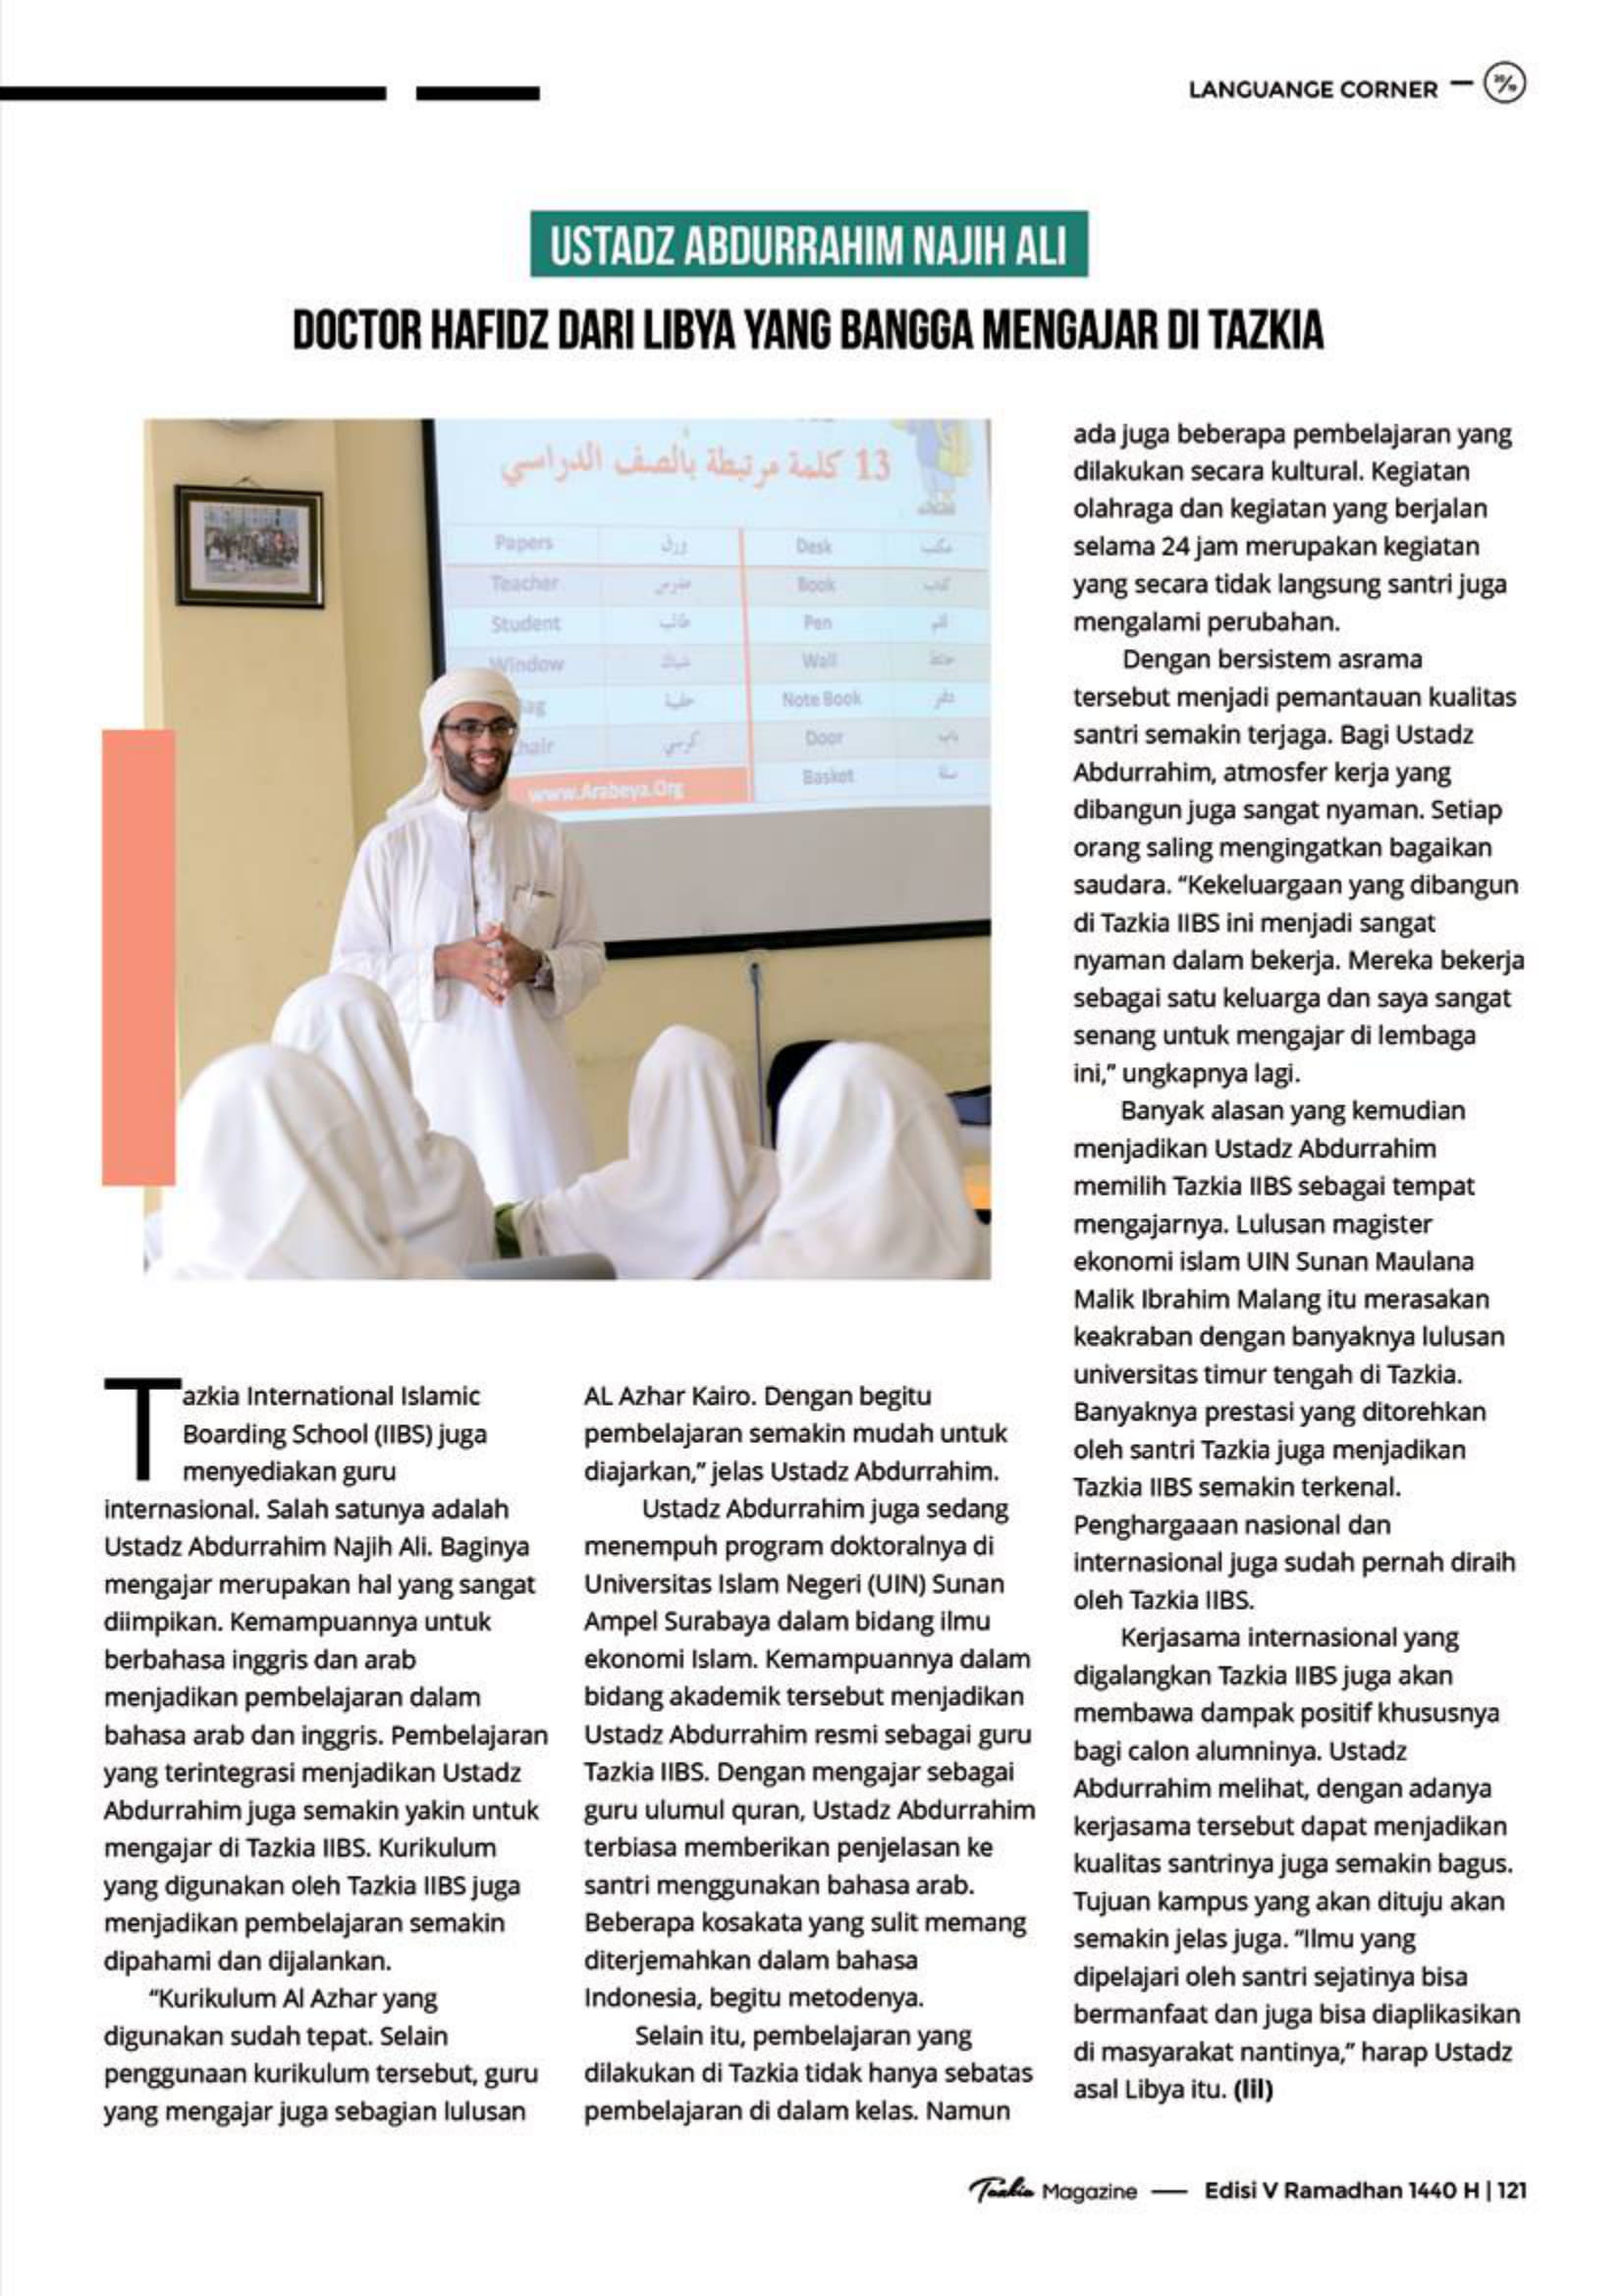 LANGUANGE CORNER
USTADZ ABDURRAHIM NAJIH ALI
DOCTOR HAFIDZ DARI LIBYA YANG BANGGA MENGAJAR DI TAZKIA
13 كلمة مرتبطة بالصف الدراسي
Papers ورق Desk مكتب
Teacher مدرس Book كتاب
Student طالب Pen قلم
Window شباك Wall حائط
حقيبة Note Book دفتر
كرسي Door باب
Basket سلة
www.Arabeya.Org
Tazkia International Islamic
Boarding School (IIBS) juga
menyediakan guru
internasional. Salah satunya adalah
Ustadz Abdurrahim Najih Ali. Baginya
mengajar merupakan hal yang sangat
diimpikan. Kemampuannya untuk
berbahasa inggris dan arab
menjadikan pembelajaran dalam
bahasa arab dan inggris. Pembelajaran
yang terintegrasi menjadikan Ustadz
Abdurrahim juga semakin yakin untuk
mengajar di Tazkia IIBS. Kurikulum
yang digunakan oleh Tazkia IIBS juga
menjadikan pembelajaran semakin
dipahami dan dijalankan.
“Kurikulum Al Azhar yang
digunakan sudah tepat. Selain
penggunaan kurikulum tersebut, guru
yang mengajar juga sebagian lulusan
AL Azhar Kairo. Dengan begitu
pembelajaran semakin mudah untuk
diajarkan,” jelas Ustadz Abdurrahim.
Ustadz Abdurrahim juga sedang
menempuh program doktoralnya di
Universitas Islam Negeri (UIN) Sunan
Ampel Surabaya dalam bidang ilmu
ekonomi Islam. Kemampuannya dalam
bidang akademik tersebut menjadikan
Ustadz Abdurrahim resmi sebagai guru
Tazkia IIBS. Dengan mengajar sebagai
guru ulumul quran, Ustadz Abdurrahim
terbiasa memberikan penjelasan ke
santri menggunakan bahasa arab.
Beberapa kosakata yang sulit memang
diterjemahkan dalam bahasa
Indonesia, begitu metodenya.
Selain itu, pembelajaran yang
dilakukan di Tazkia tidak hanya sebatas
pembelajaran di dalam kelas. Namun
ada juga beberapa pembelajaran yang
dilakukan secara kultural. Kegiatan
olahraga dan kegiatan yang berjalan
selama 24 jam merupakan kegiatan
yang secara tidak langsung santri juga
mengalami perubahan.
Dengan bersistem asrama
tersebut menjadi pemantauan kualitas
santri semakin terjaga. Bagi Ustadz
Abdurrahim, atmosfer kerja yang
dibangun juga sangat nyaman. Setiap
orang saling mengingatkan bagaikan
saudara. “Kekeluargaan yang dibangun
di Tazkia IIBS ini menjadi sangat
nyaman dalam bekerja. Mereka bekerja
sebagai satu keluarga dan saya sangat
senang untuk mengajar di lembaga
ini,” ungkapnya lagi.
Banyak alasan yang kemudian
menjadikan Ustadz Abdurrahim
memilih Tazkia IIBS sebagai tempat
mengajarnya. Lulusan magister
ekonomi islam UIN Sunan Maulana
Malik Ibrahim Malang itu merasakan
keakraban dengan banyaknya lulusan
universitas timur tengah di Tazkia.
Banyaknya prestasi yang ditorehkan
oleh santri Tazkia juga menjadikan
Tazkia IIBS semakin terkenal.
Penghargaaan nasional dan
internasional juga sudah pernah diraih
oleh Tazkia IIBS.
Kerjasama internasional yang
digalangkan Tazkia IIBS juga akan
membawa dampak positif khususnya
bagi calon alumninya. Ustadz
Abdurrahim melihat, dengan adanya
kerjasama tersebut dapat menjadikan
kualitas santrinya juga semakin bagus.
Tujuan kampus yang akan dituju akan
semakin jelas juga. “Ilmu yang
dipelajari oleh santri sejatinya bisa
bermanfaat dan juga bisa diaplikasikan
di masyarakat nantinya,” harap Ustadz
asal Libya itu. (lil)
Tazkia Magazine — Edisi V Ramadhan 1440 H | 121